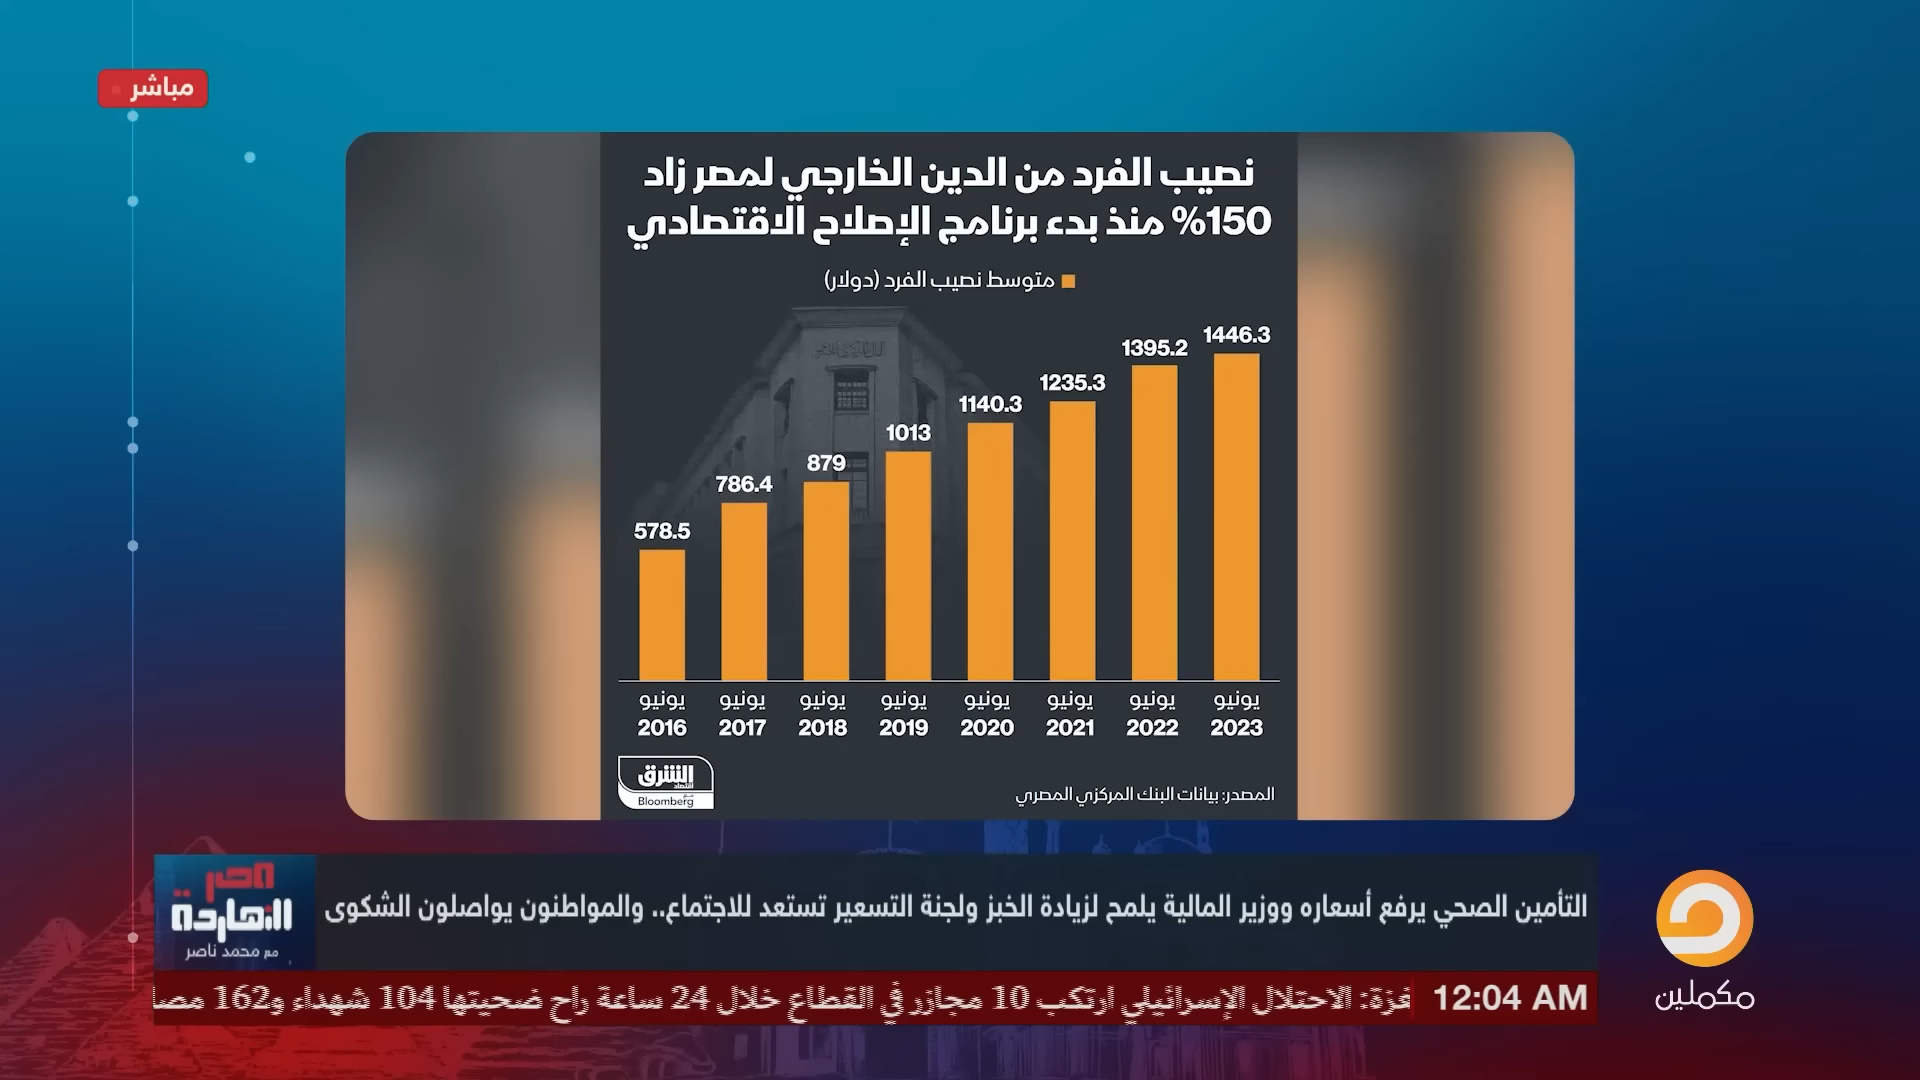 مباشر
نصيب الفرد من الدين الخارجي لمصر زاد
150% منذ بدء برنامج الإصلاح الاقتصادي
متوسط نصيب الفرد (دولار)
578.5
786.4
879
1013
1140.3
1235.3
1395.2
1446.3
يونيو 2016
يونيو 2017
يونيو 2018
يونيو 2019
يونيو 2020
يونيو 2021
يونيو 2022
يونيو 2023
الشرق
اقتصاد
مع
Bloomberg
المصدر: بيانات البنك المركزي المصري
مصر
النهاردة
مع محمد ناصر
التأمين الصحي يرفع أسعاره ووزير المالية يلمح لزيادة الخبز ولجنة التسعير تستعد للاجتماع.. والمواطنون يواصلون الشكوى
12:04 AM
غزة: الاحتلال الإسرائيلي ارتكب 10 مجازر في القطاع خلال 24 ساعة راح ضحيتها 104 شهداء و162 مصا
مكملين